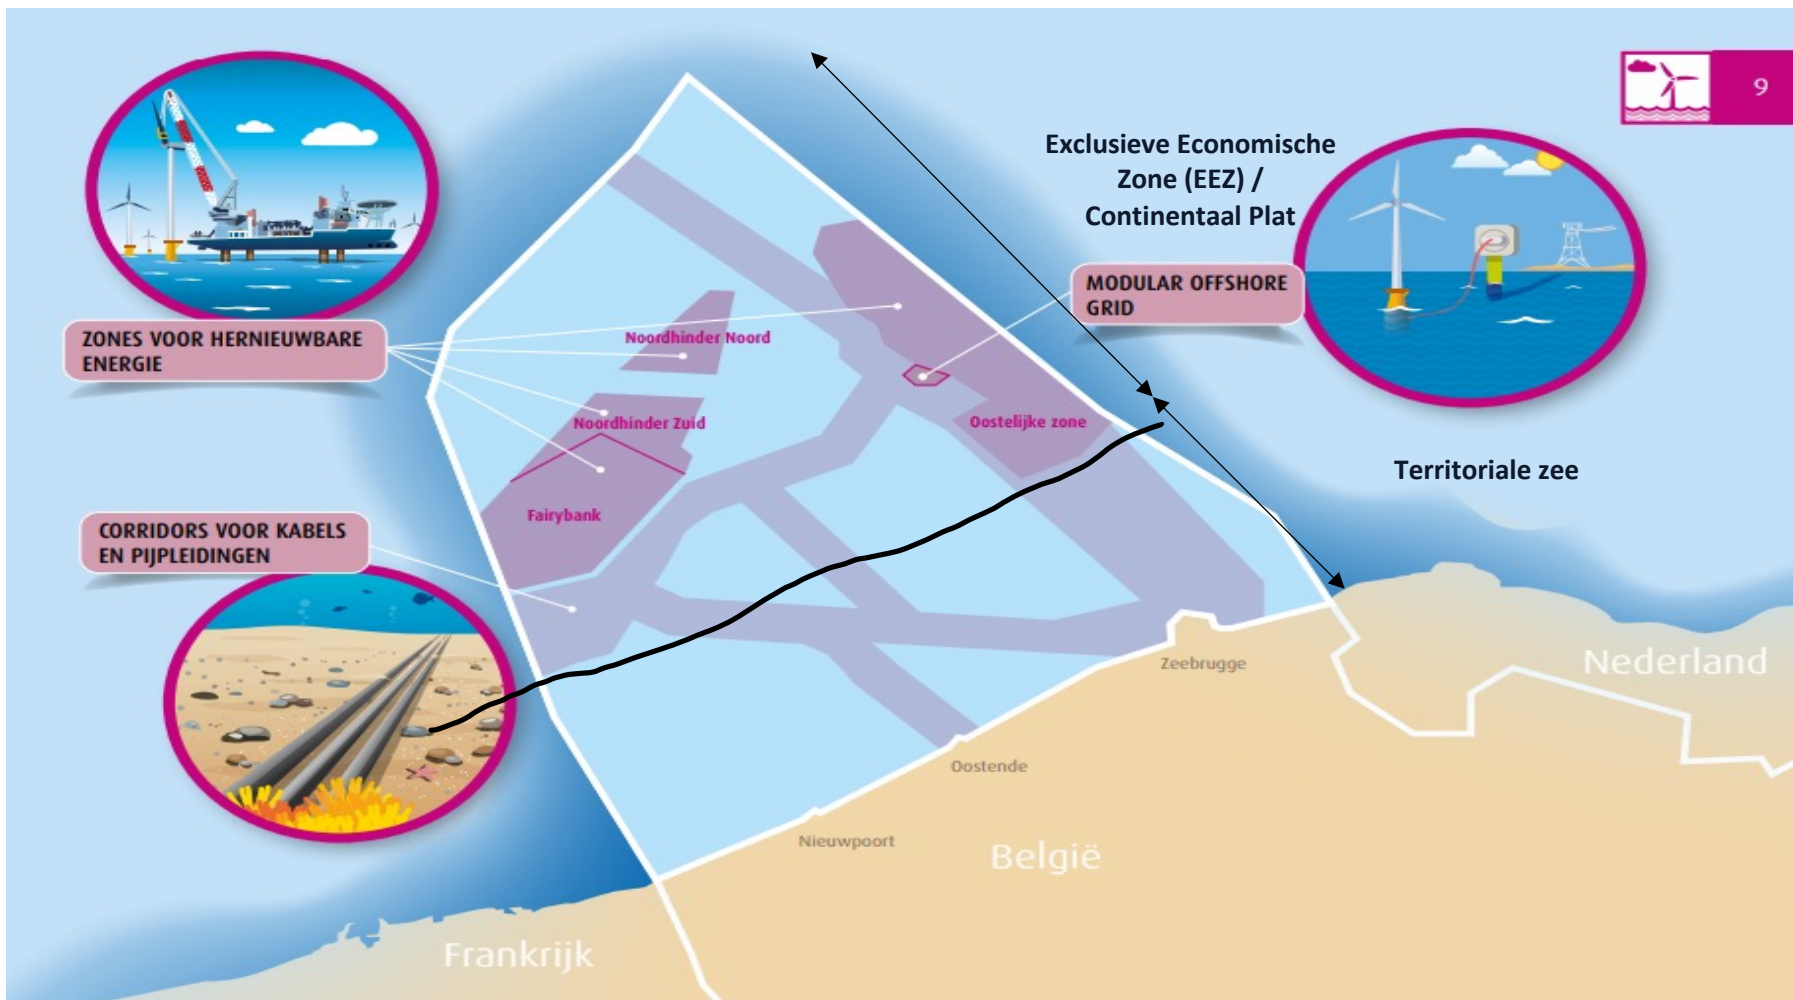 9
Exclusieve Economische
Zone (EEZ) /
Continentaal Plat
MODULAR OFFSHORE
GRID
ZONES VOOR HERNIEUWBARE
ENERGIE
Noordhinder Noord
Noordhinder Zuid
Oostelijke zone
Territoriale zee
Fairybank
CORRIDORS VOOR KABELS
EN PIJPLEIDINGEN
Zeebrugge
Nederland
Oostende
Nieuwpoort
België
Frankrijk